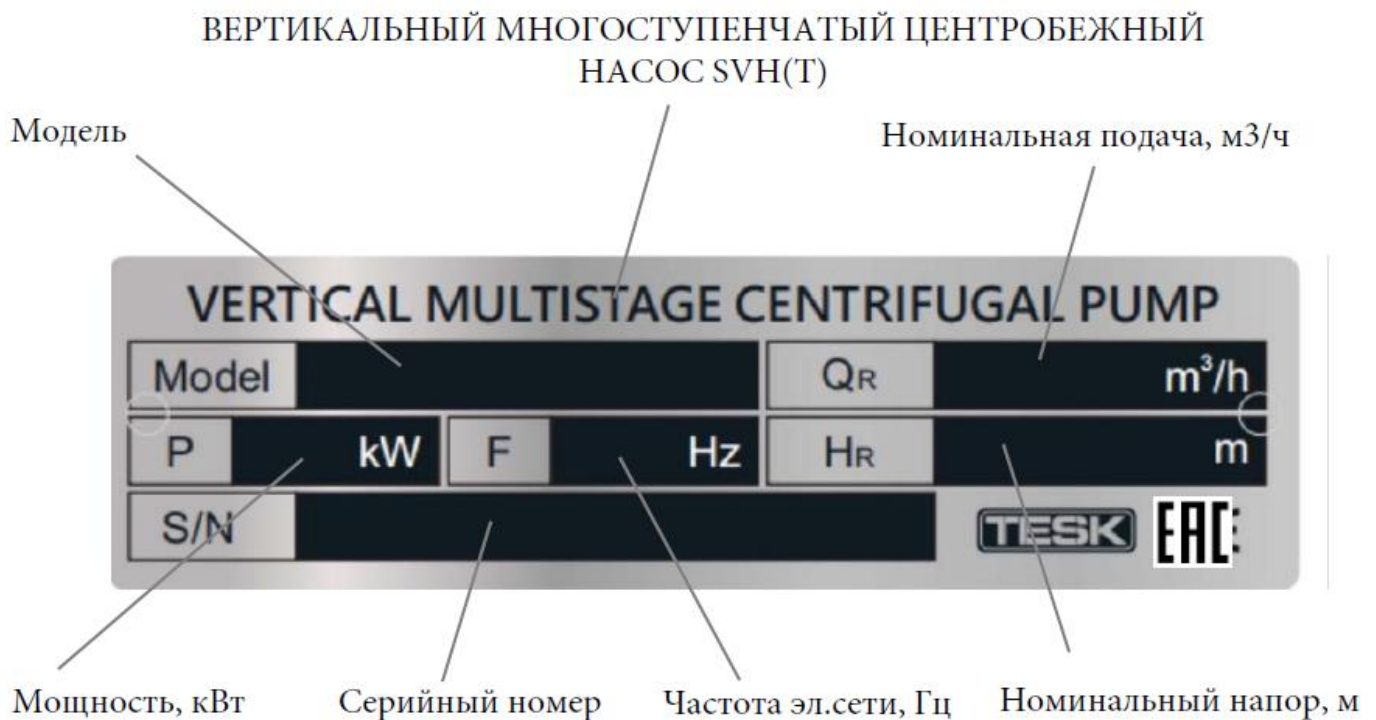 ВЕРТИКАЛЬНЫЙ МНОГОСТУПЕНЧАТЫЙ ЦЕНТРОБЕЖНЫЙ
НАСОС SVH(T)
Модель
Номинальная подача, м3/ч
VERTICAL MULTISTAGE CENTRIFUGAL PUMP
Model
QR m³/h
P kW F Hz HR m
S/N TESK EAC
Мощность, кВт Серийный номер Частота эл.сети, Гц Номинальный напор, м